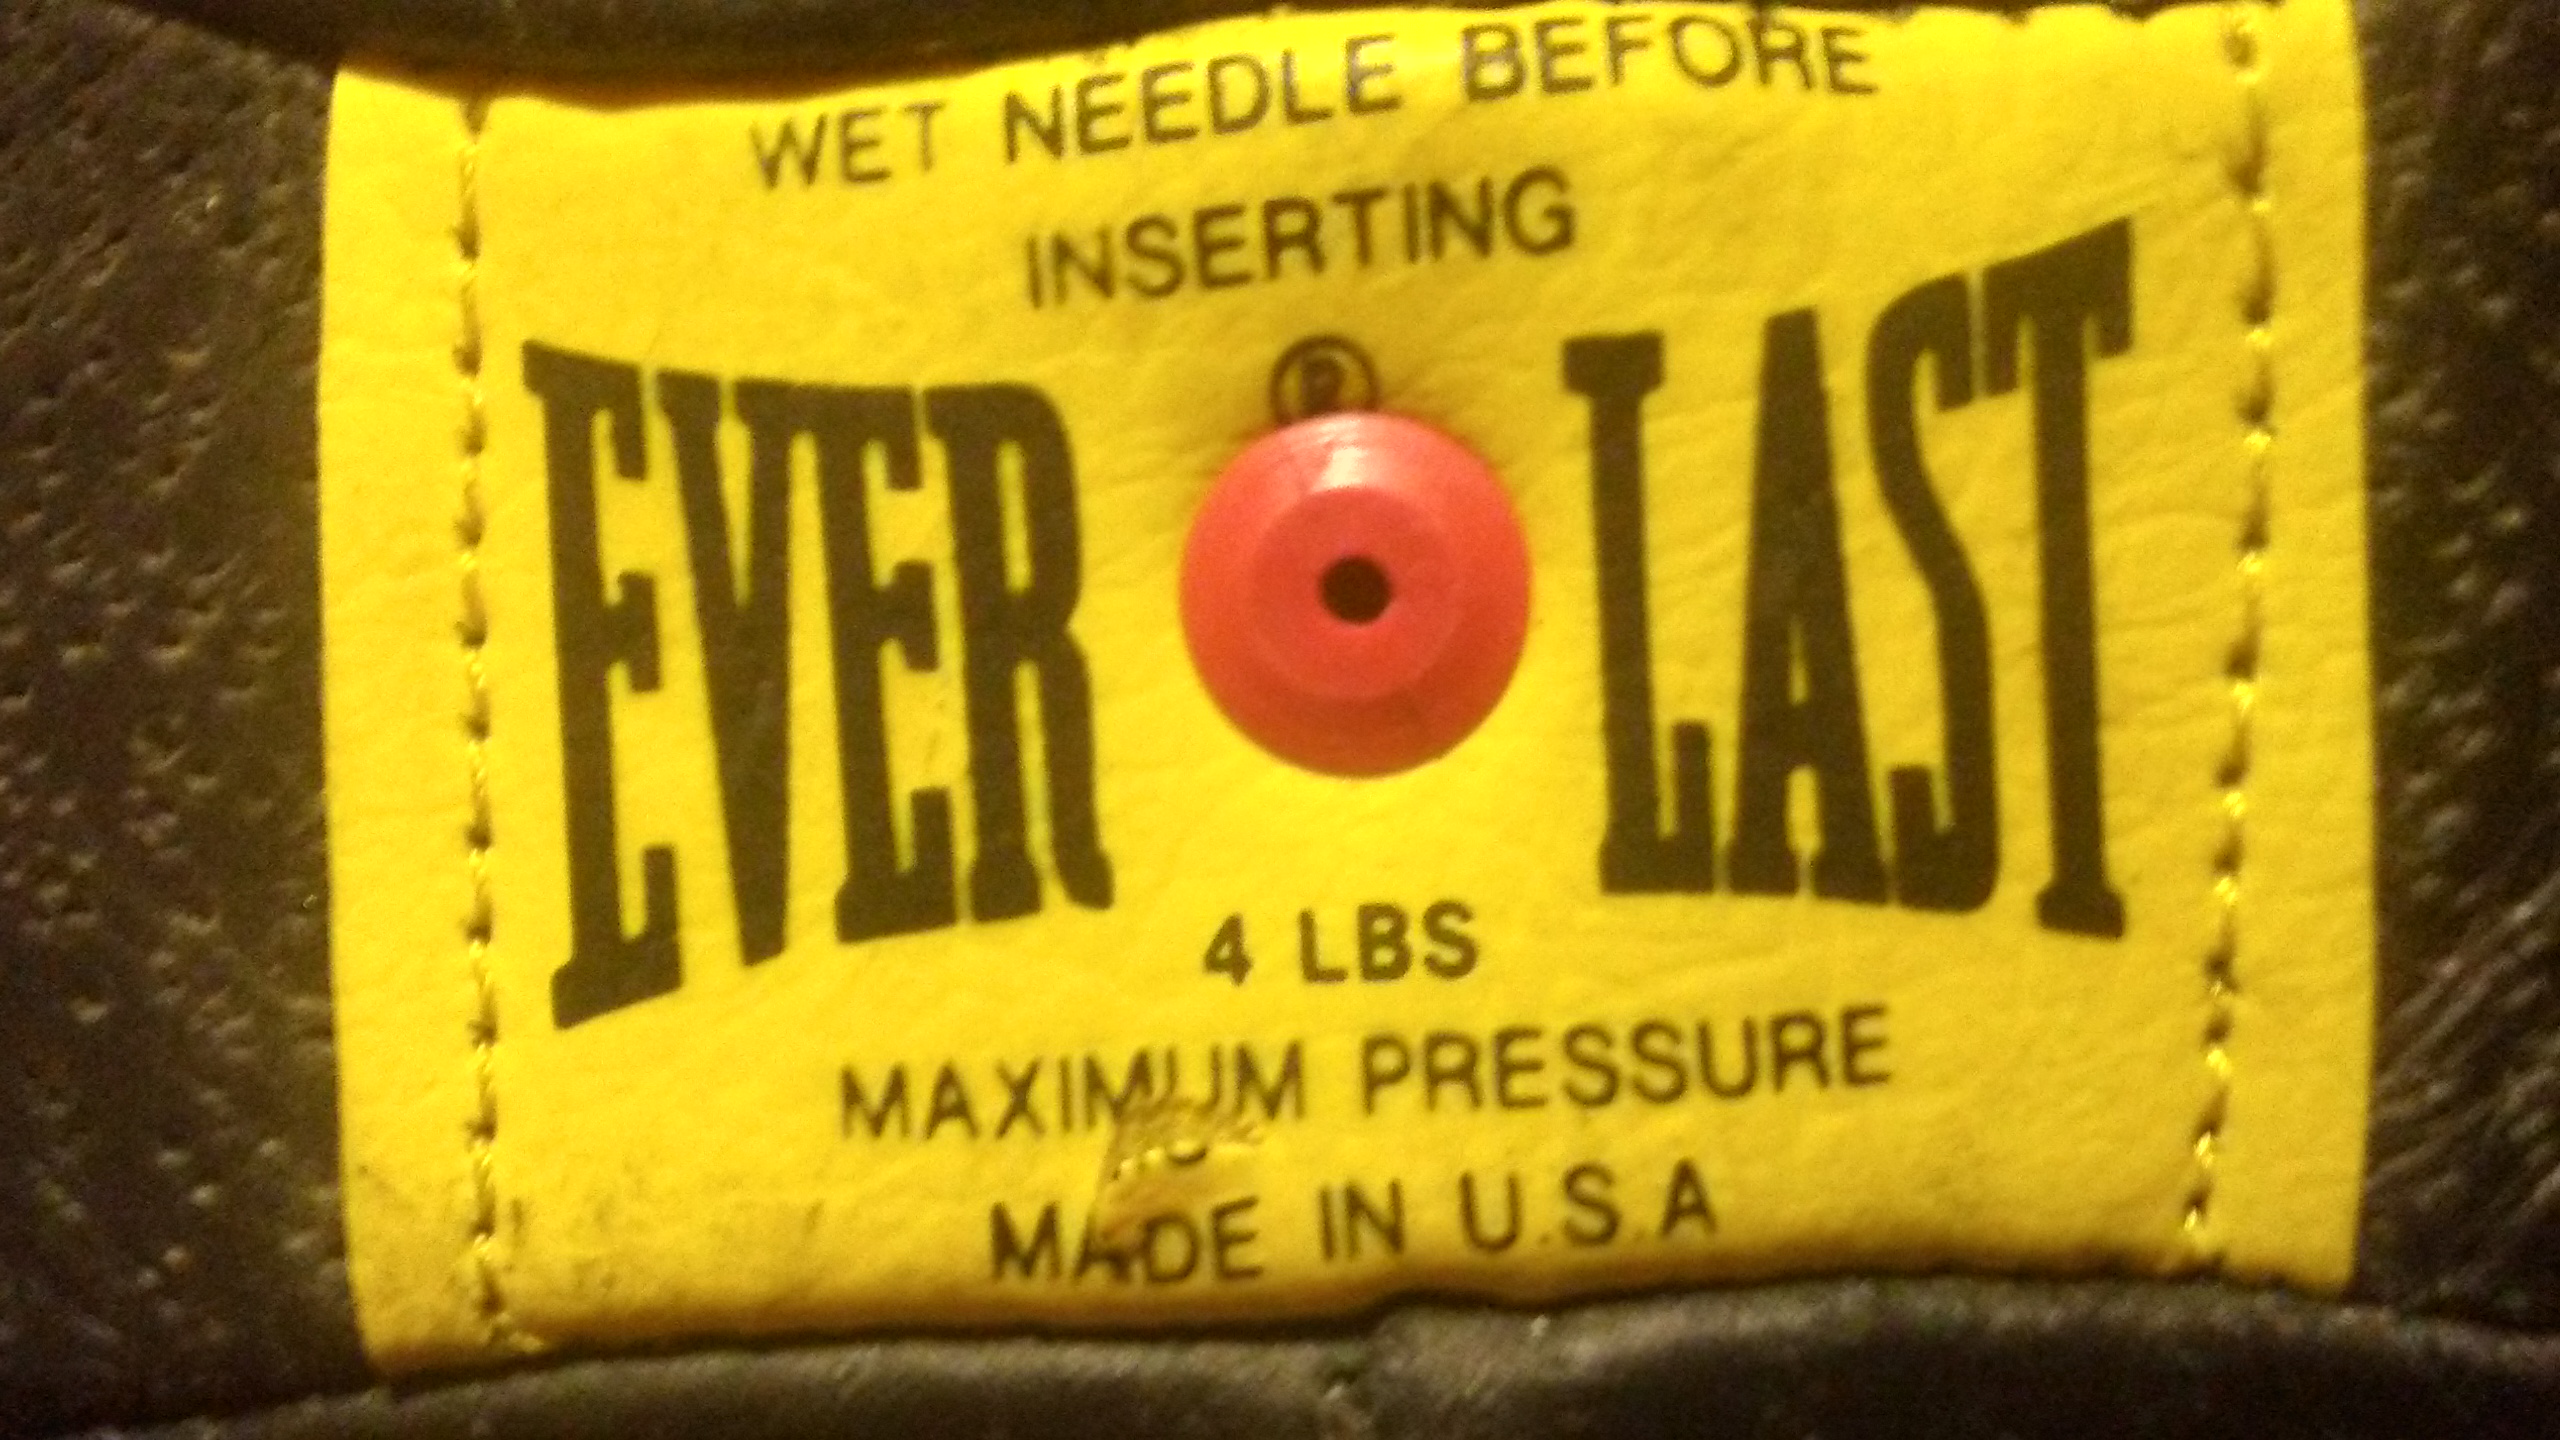 WET NEEDLE BEFORE
INSERTING
®
EVER LAST
4 LBS
MAXIMUM PRESSURE
MADE IN U.S.A